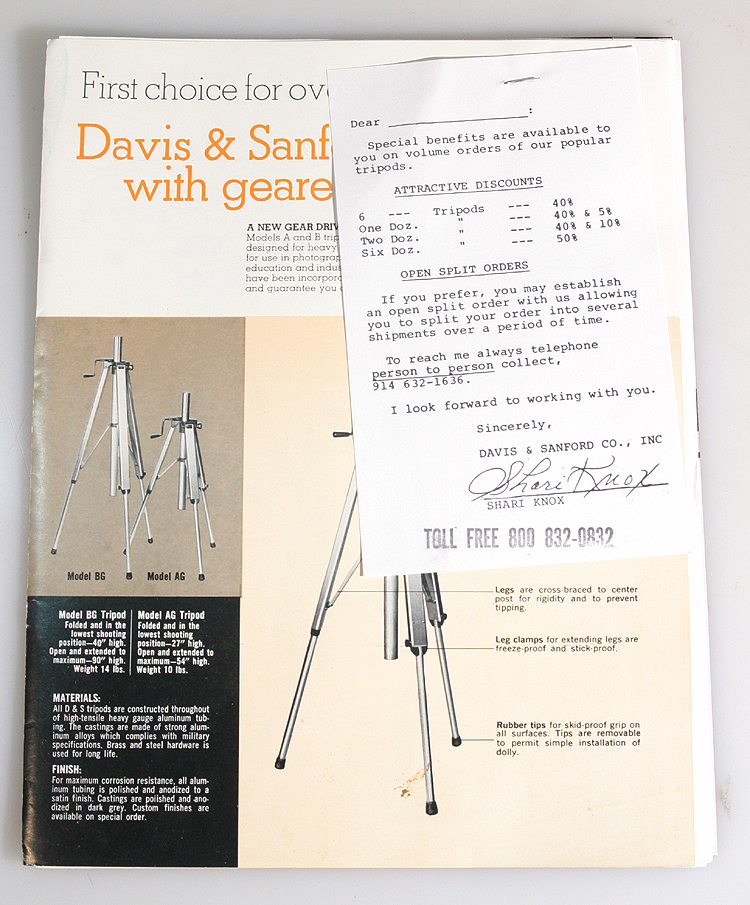 First choice for ov
Davis & Sanf
with geare
A NEW GEAR DRIV
Models A and B trip
designed for heavy
for use in photograp
education and indus
have been incorpor
and guarantee you
Dear ____________________:
Special benefits are available to
you on volume orders of our popular
tripods.
ATTRACTIVE DISCOUNTS
6 --- Tripods --- 40%
One Doz. " --- 40% & 5%
Two Doz. " --- 40% & 10%
Six Doz. " --- 50%
OPEN SPLIT ORDERS
If you prefer, you may establish
an open split order with us allowing
you to split your order into several
shipments over a period of time.
To reach me always telephone
person to person collect,
914 632-1636.
I look forward to working with you.
Sincerely,
DAVIS & SANFORD CO., INC
Shari Knox
SHARI KNOX
TOLL FREE 800 832-0832
Model BG Model AG
Model BG Tripod
Folded and in the
lowest shooting
position—40" high.
Open and extended to
maximum—90" high.
Weight 14 lbs.
Model AG Tripod
Folded and in the
lowest shooting
position—27" high.
Open and extended to
maximum—54" high.
Weight 10 lbs.
MATERIALS:
All D & S tripods are constructed throughout
of high-tensile heavy gauge aluminum tub-
ing. The castings are made of strong alum-
inum alloys which complies with military
specifications. Brass and steel hardware is
used for long life.
FINISH:
For maximum corrosion resistance, all alum-
inum tubing is polished and anodized to a
satin finish. Castings are polished and ano-
dized in dark grey. Custom finishes are
available on special order.
Legs are cross-braced to center
post for rigidity and to prevent
tipping.
Leg clamps for extending legs are
freeze-proof and stick-proof.
Rubber tips for skid-proof grip on
all surfaces. Tips are removable
to permit simple installation of
dolly.